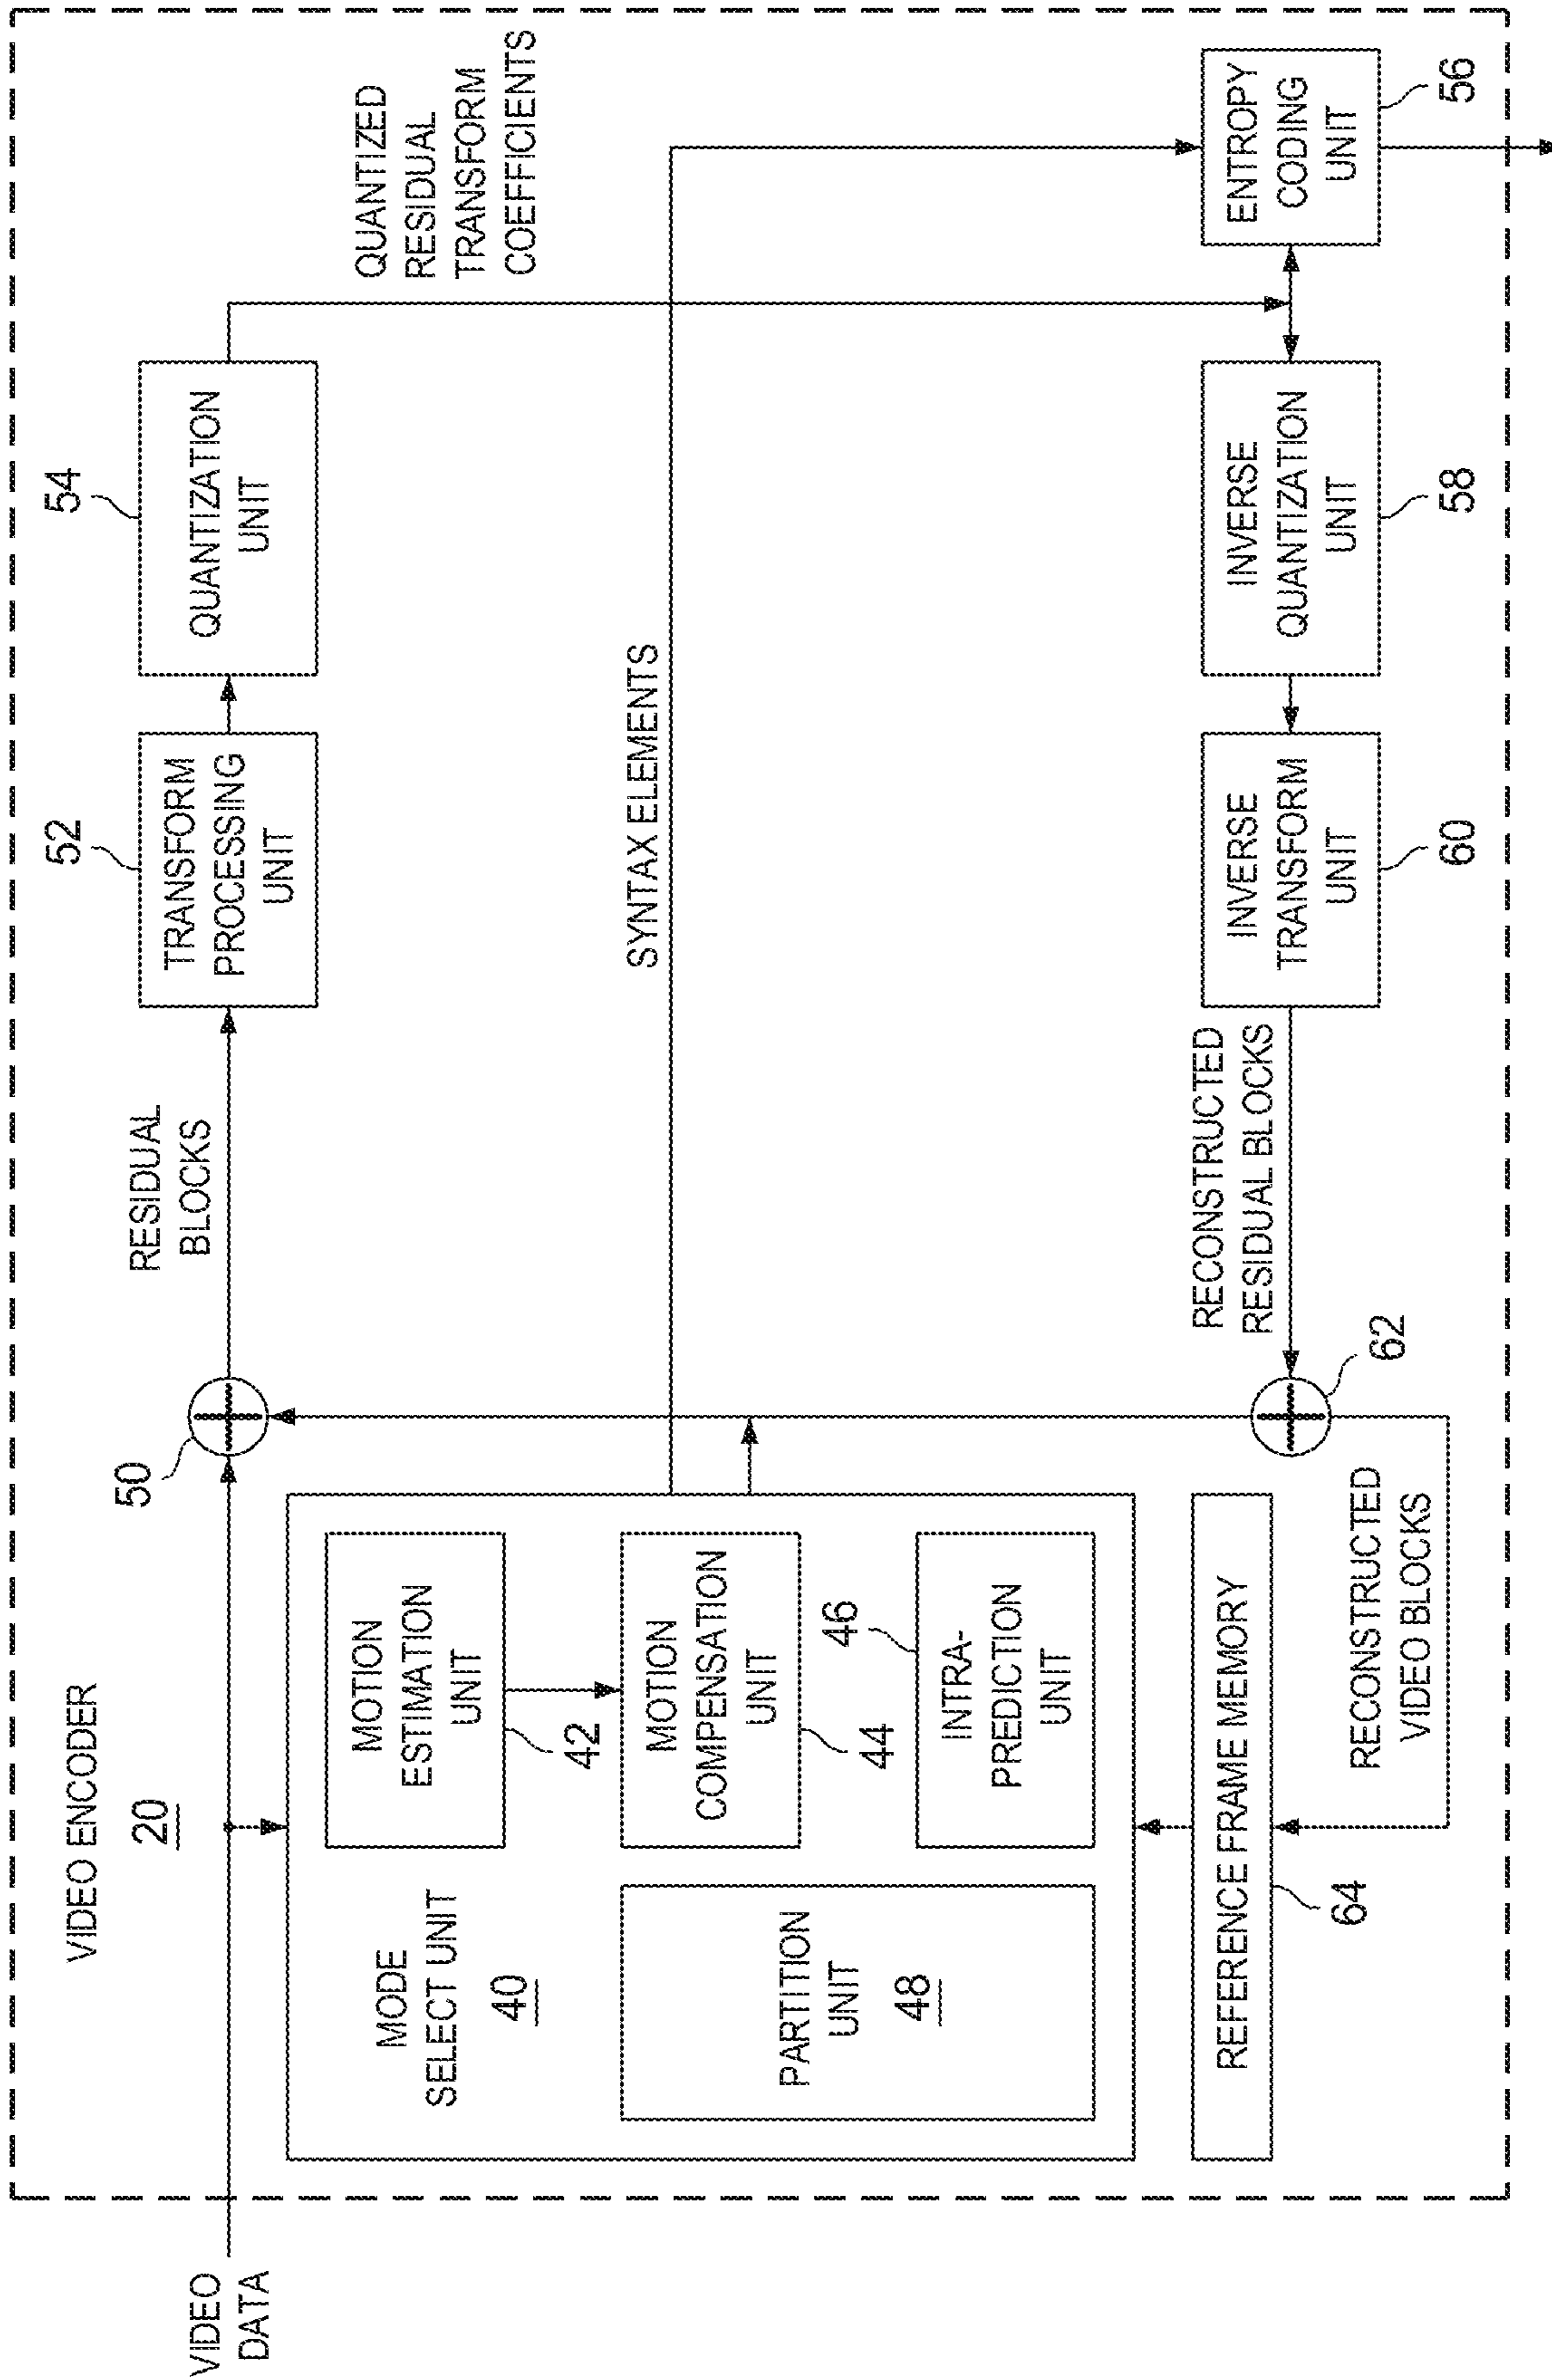 VIDEO ENCODER
20
VIDEO
DATA
50
RESIDUAL
BLOCKS
52
TRANSFORM
PROCESSING
UNIT
54
QUANTIZATION
UNIT
QUANTIZED
RESIDUAL
TRANSFORM
COEFFICIENTS
MODE
SELECT UNIT
40
MOTION
ESTIMATION
UNIT
42
MOTION
COMPENSATION
UNIT
44
46
INTRA-
PREDICTION
UNIT
PARTITION
UNIT
48
SYNTAX ELEMENTS
REFERENCE FRAME MEMORY
64
RECONSTRUCTED
VIDEO BLOCKS
62
RECONSTRUCTED
RESIDUAL BLOCKS
INVERSE
TRANSFORM
UNIT
60
INVERSE
QUANTIZATION
UNIT
58
ENTROPY
CODING
UNIT
56